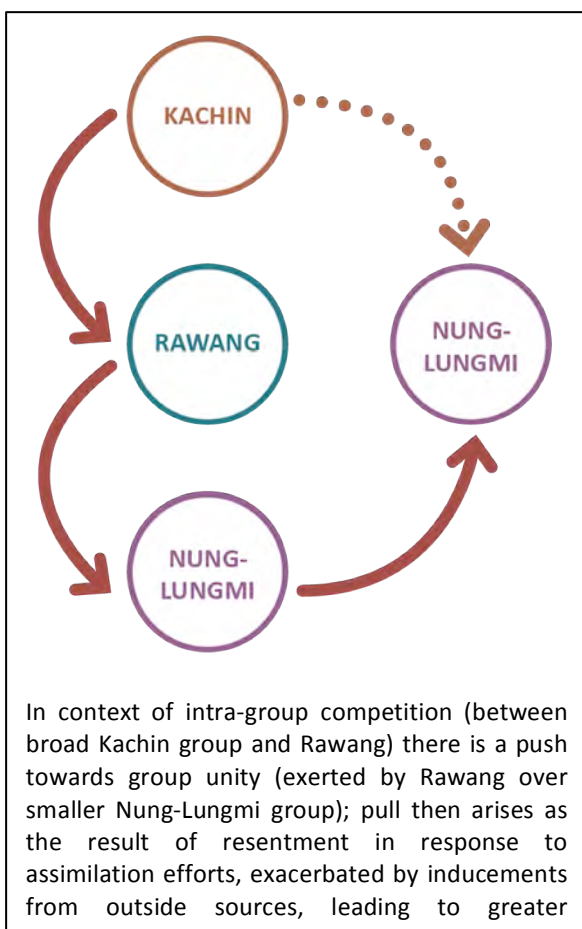 KACHIN
RAWANG
NUNG-
LUNGMI
NUNG-
LUNGMI
In context of intra-group competition (between
broad Kachin group and Rawang) there is a push
towards group unity (exerted by Rawang over
smaller Nung-Lungmi group); pull then arises as
the result of resentment in response to
assimilation efforts, exacerbated by inducements
from outside sources, leading to greater